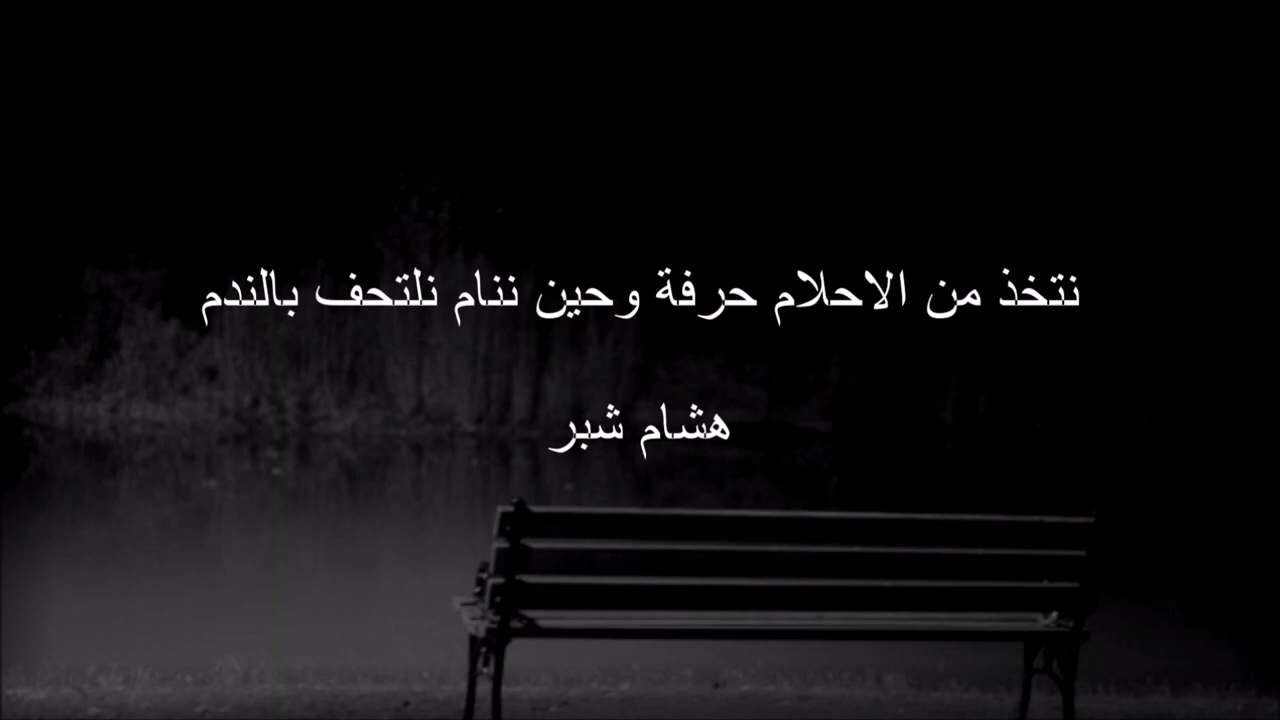 نتخذ من الاحلام حرفة وحين ننام نلتحف بالندم
هشام شبر